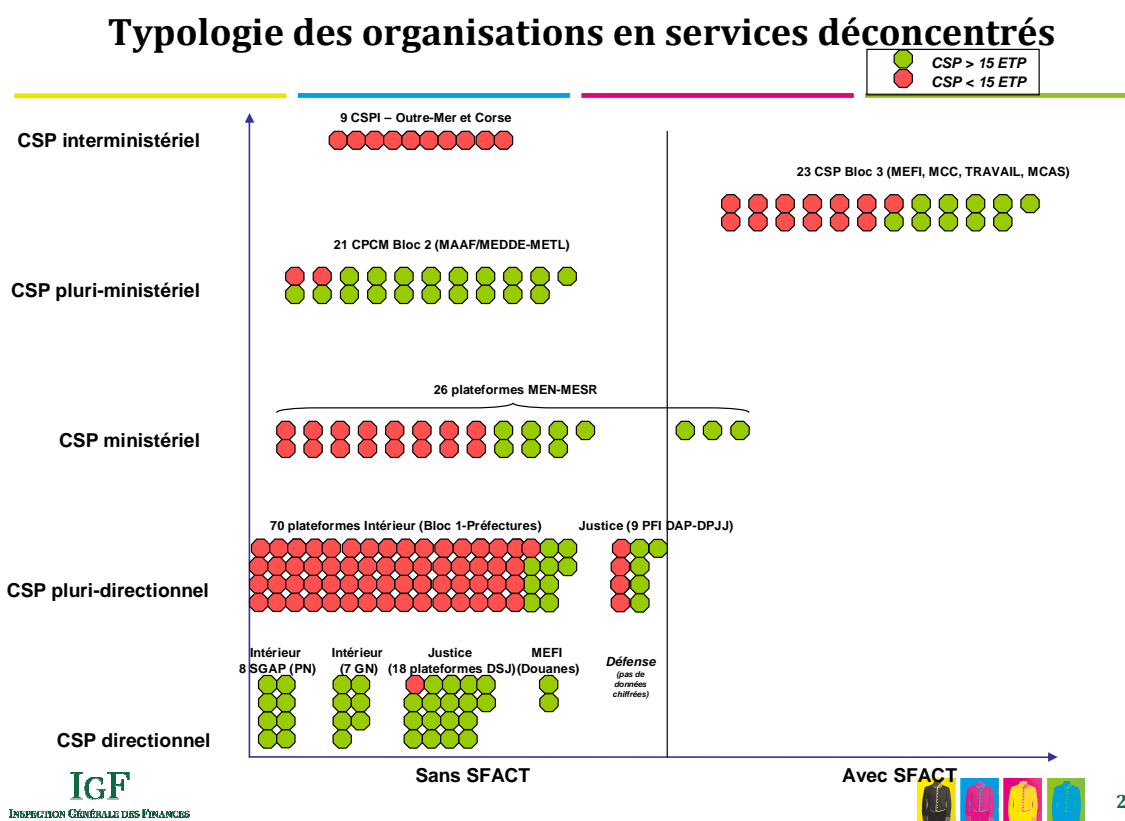 Typologie des organisations en services déconcentrés
CSP > 15 ETP
CSP < 15 ETP
9 CSPI – Outre-Mer et Corse
CSP interministériel
23 CSP Bloc 3 (MEFI, MCC, TRAVAIL, MCAS)
21 CPCM Bloc 2 (MAAF/MEDDE-METL)
CSP pluri-ministériel
26 plateformes MEN-MESR
CSP ministériel
70 plateformes Intérieur (Bloc 1-Préfectures)
Justice (9 PFI DAP-DPJJ)
CSP pluri-directionnel
Intérieur
8 SGAP (PN)
Intérieur
(7 GN)
Justice
(18 plateformes DSJ)
MEFI
(Douanes)
Défense
(pas de
données
chiffrées)
CSP directionnel
Sans SFACT
Avec SFACT
IGF
INSPECTION GÉNÉRALE DES FINANCES
2